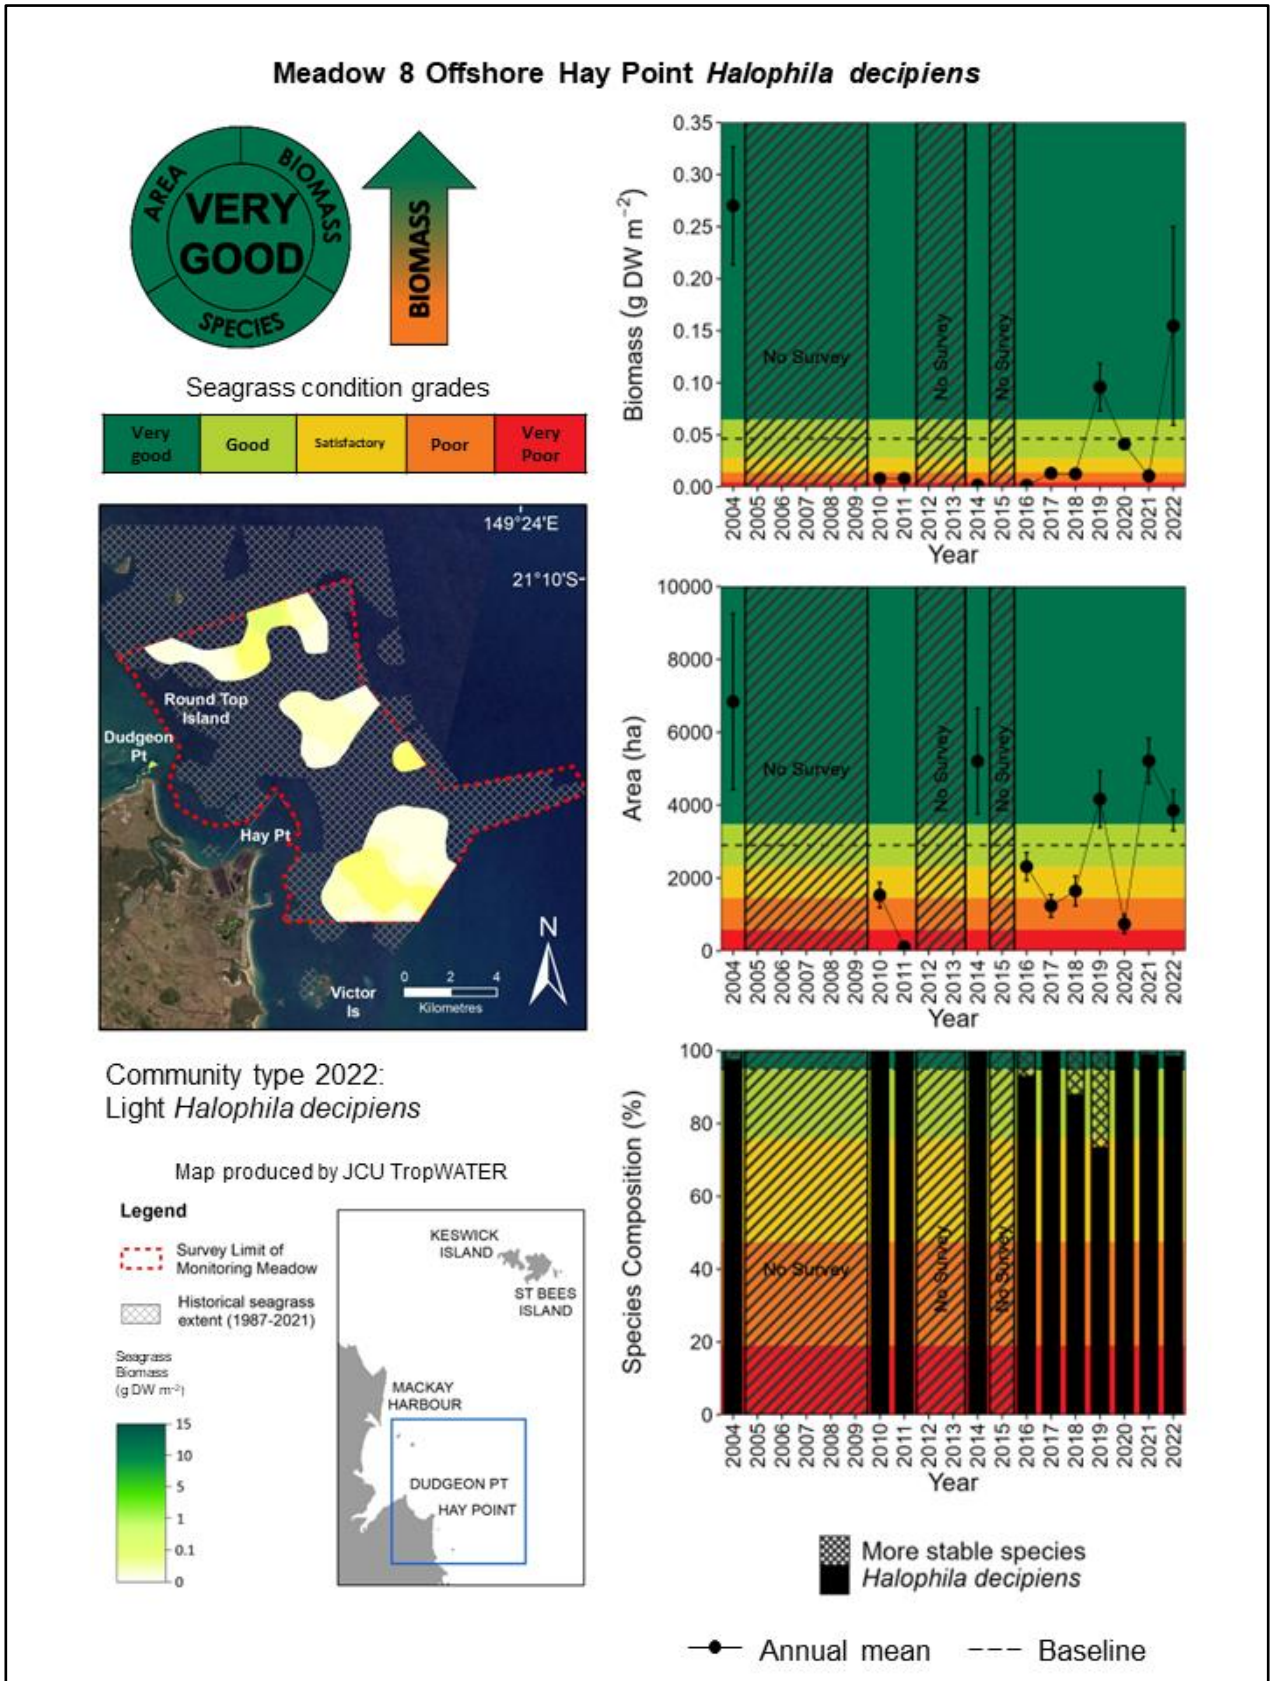 Meadow 8 Offshore Hay Point Halophila decipiens
AREA
BIOMASS
VERY
GOOD
SPECIES
BIOMASS
Seagrass condition grades
Very
good
Good
Satisfactory
Poor
Very
Poor
149°24'E
21°10'S
Round Top
Island
Dudgeon
Pt
Hay Pt
Victor
Is
N
0 2 4
Kilometres
Community type 2022:
Light Halophila decipiens
Map produced by JCU TropWATER
Legend
Survey Limit of
Monitoring Meadow
Historical seagrass
extent (1987-2021)
Seagrass
Biomass
(g DW m⁻²)
15
10
5
1
0.1
0
KESWICK
ISLAND
ST BEES
ISLAND
MACKAY
HARBOUR
DUDGEON PT
HAY POINT
Biomass (g DW m⁻²)
0.35
0.30
0.25
0.20
0.15
0.10
0.05
0.00
No Survey
No Survey
No Survey
2004 2005 2006 2007 2008 2009 2010 2011 2012 2013 2014 2015 2016 2017 2018 2019 2020 2021 2022
Year
Area (ha)
10000
8000
6000
4000
2000
0
No Survey
No Survey
No Survey
2004 2005 2006 2007 2008 2009 2010 2011 2012 2013 2014 2015 2016 2017 2018 2019 2020 2021 2022
Year
Species Composition (%)
100
80
60
40
20
0
No Survey
No Survey
No Survey
2004 2005 2006 2007 2008 2009 2010 2011 2012 2013 2014 2015 2016 2017 2018 2019 2020 2021 2022
Year
More stable species
Halophila decipiens
Annual mean
Baseline